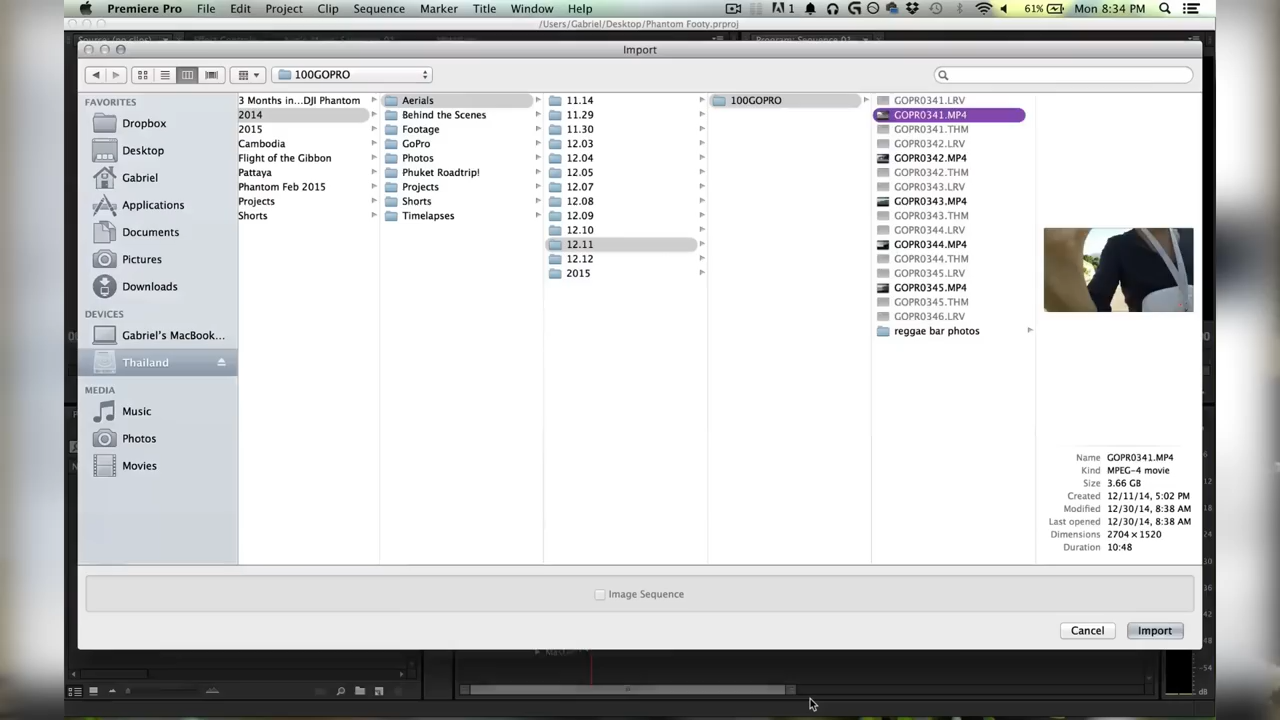 Premiere Pro File Edit Project Clip Sequence Marker Title Window Help 1 61% Mon 8:34 PM
/Users/Gabriel/Desktop/Phantom Footy.prproj
Import
100GOPRO
FAVORITES
Dropbox
Desktop
Gabriel
Applications
Documents
Pictures
Downloads
DEVICES
Gabriel's MacBook...
Thailand
MEDIA
Music
Photos
Movies
3 Months in...DJI Phantom
2014
2015
Cambodia
Flight of the Gibbon
Pattaya
Phantom Feb 2015
Projects
Shorts
Aerials
Behind the Scenes
Footage
GoPro
Photos
Phuket Roadtrip!
Projects
Shorts
Timelapses
11.14
11.29
11.30
12.03
12.04
12.05
12.07
12.08
12.09
12.10
12.11
12.12
2015
100GOPRO
GOPR0341.LRV
GOPR0341.MP4
GOPR0341.THM
GOPR0342.LRV
GOPR0342.MP4
GOPR0342.THM
GOPR0343.LRV
GOPR0343.MP4
GOPR0343.THM
GOPR0344.LRV
GOPR0344.MP4
GOPR0344.THM
GOPR0345.LRV
GOPR0345.MP4
GOPR0345.THM
GOPR0346.LRV
reggae bar photos
Name GOPR0341.MP4
Kind MPEG-4 movie
Size 3.66 GB
Created 12/11/14, 5:02 PM
Modified 12/30/14, 8:38 AM
Last opened 12/30/14, 8:38 AM
Dimensions 2704 × 1520
Duration 10:48
Image Sequence
Cancel Import
-54
dB